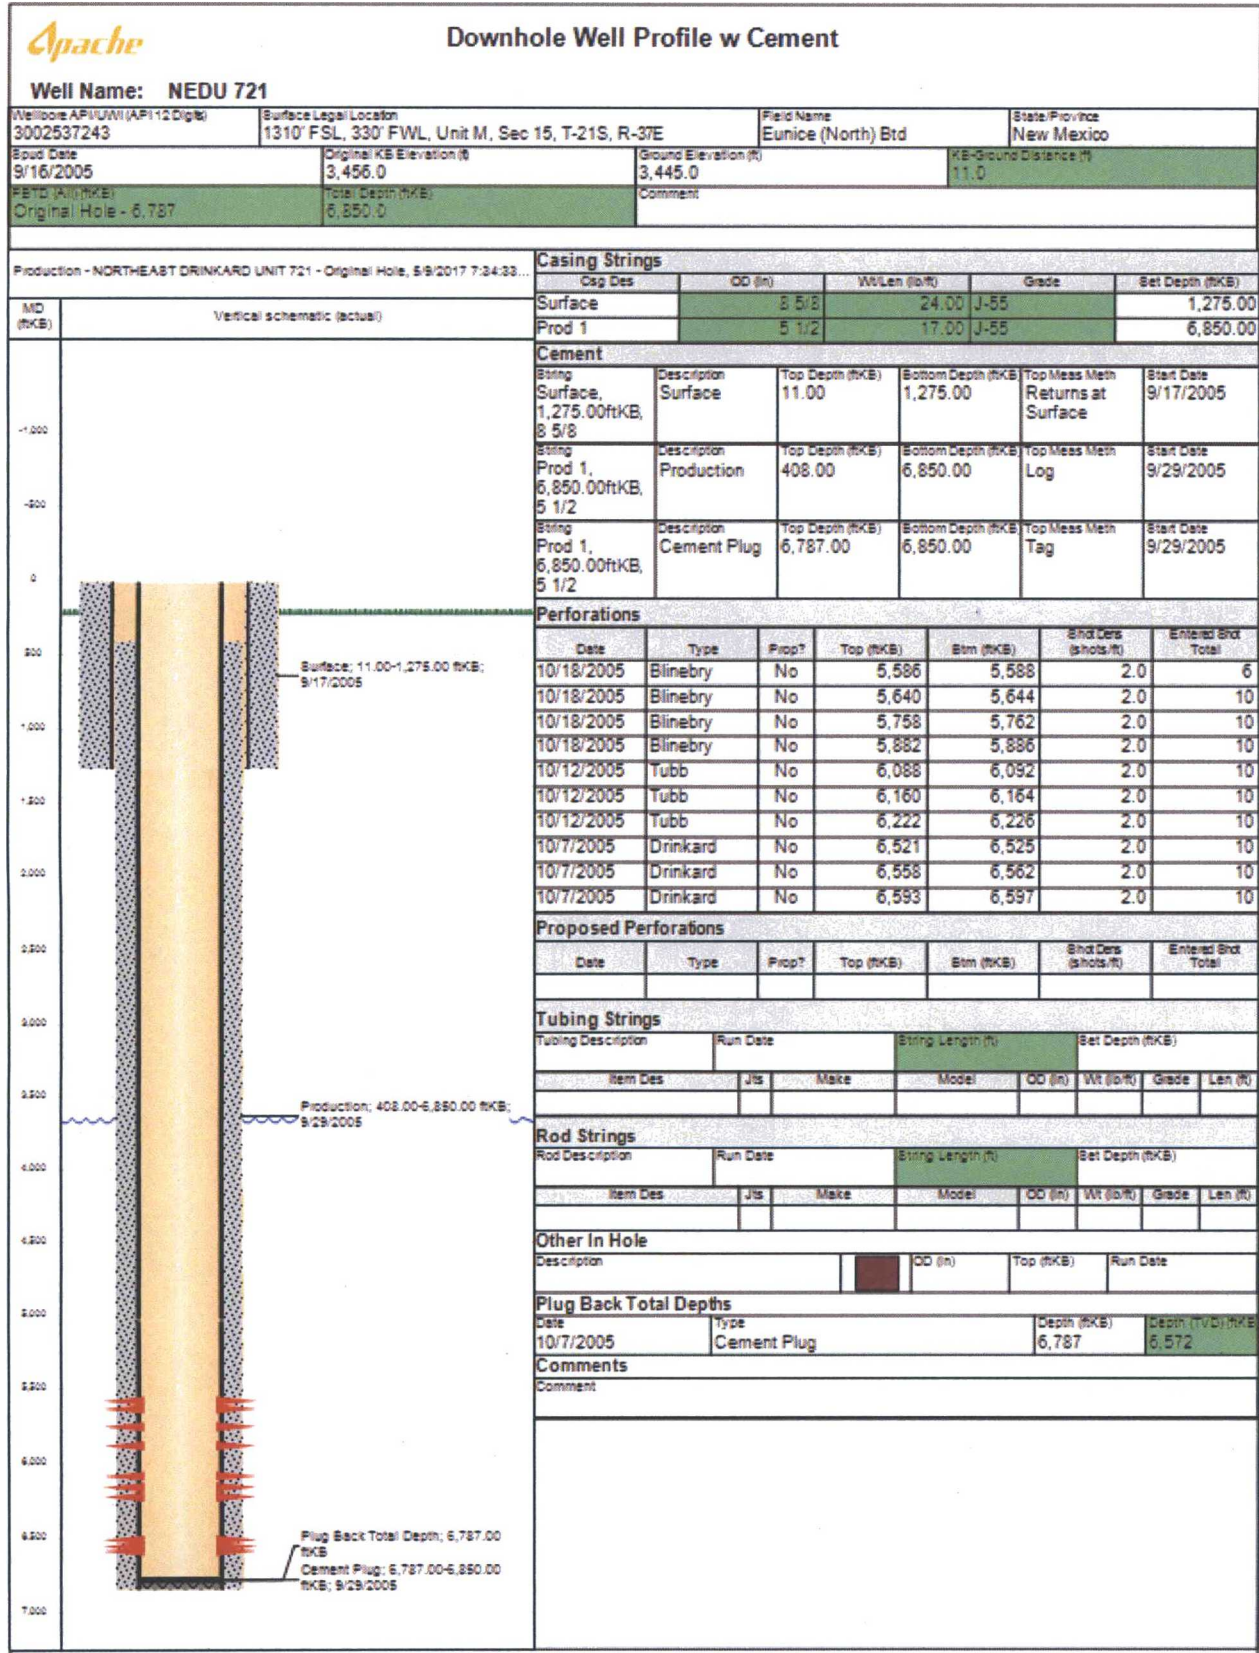 Apache
Downhole Well Profile w Cement
Well Name: NEDU 721
Wellbore API/UWI (API 12 Digits) Surface Legal Location Field Name State/Province
3002537243 1310' FSL, 330' FWL, Unit M, Sec 15, T-21S, R-37E Eunice (North) Btd New Mexico
Spud Date Original KB Elevation (ft) Ground Elevation (ft) KB-Ground Distance (ft)
9/16/2005 3,456.0 3,445.0 11.0
PBTD (All) (ftKB) Total Depth (ftKB) Comment
Original Hole - 6,787 6,850.0
Production - NORTHEAST DRINKARD UNIT 721 - Original Hole, 5/9/2017 7:34:33...
MD (ftKB) Vertical schematic (actual)
-1,000
-500
0
500
1,000
1,500
2,000
2,500
3,000
3,500
4,000
4,500
5,000
5,500
6,000
6,500
7,000
Surface; 11.00-1,275.00 ftKB;
9/17/2005
Production; 408.00-6,850.00 ftKB;
9/29/2005
Plug Back Total Depth; 6,787.00
ftKB
Cement Plug; 6,787.00-6,850.00
ftKB; 9/29/2005
Casing Strings
Csg Des OD (in) Wt/Len (lb/ft) Grade Set Depth (ftKB)
Surface 8 5/8 24.00 J-55 1,275.00
Prod 1 5 1/2 17.00 J-55 6,850.00
Cement
String Description Top Depth (ftKB) Bottom Depth (ftKB) Top Meas Meth Start Date
Surface, Surface 11.00 1,275.00 Returns at 9/17/2005
1,275.00ftKB, Surface
8 5/8
String Description Top Depth (ftKB) Bottom Depth (ftKB) Top Meas Meth Start Date
Prod 1, Production 408.00 6,850.00 Log 9/29/2005
6,850.00ftKB,
5 1/2
String Description Top Depth (ftKB) Bottom Depth (ftKB) Top Meas Meth Start Date
Prod 1, Cement Plug 6,787.00 6,850.00 Tag 9/29/2005
6,850.00ftKB,
5 1/2
Perforations
Date Type Prop? Top (ftKB) Btm (ftKB) Shot Dens (shots/ft) Entered Shot Total
10/18/2005 Blinebry No 5,586 5,588 2.0 6
10/18/2005 Blinebry No 5,640 5,644 2.0 10
10/18/2005 Blinebry No 5,758 5,762 2.0 10
10/18/2005 Blinebry No 5,882 5,886 2.0 10
10/12/2005 Tubb No 6,088 6,092 2.0 10
10/12/2005 Tubb No 6,160 6,164 2.0 10
10/12/2005 Tubb No 6,222 6,226 2.0 10
10/7/2005 Drinkard No 6,521 6,525 2.0 10
10/7/2005 Drinkard No 6,558 6,562 2.0 10
10/7/2005 Drinkard No 6,593 6,597 2.0 10
Proposed Perforations
Date Type Prop? Top (ftKB) Btm (ftKB) Shot Dens (shots/ft) Entered Shot Total
Tubing Strings
Tubing Description Run Date String Length (ft) Set Depth (ftKB)
Item Des Jts Make Model OD (in) Wt (lb/ft) Grade Len (ft)
Rod Strings
Rod Description Run Date String Length (ft) Set Depth (ftKB)
Item Des Jts Make Model OD (in) Wt (lb/ft) Grade Len (ft)
Other In Hole
Description OD (in) Top (ftKB) Run Date
Plug Back Total Depths
Date Type Depth (ftKB) Depth (TVD) (ftKB
10/7/2005 Cement Plug 6,787 6,572
Comments
Comment